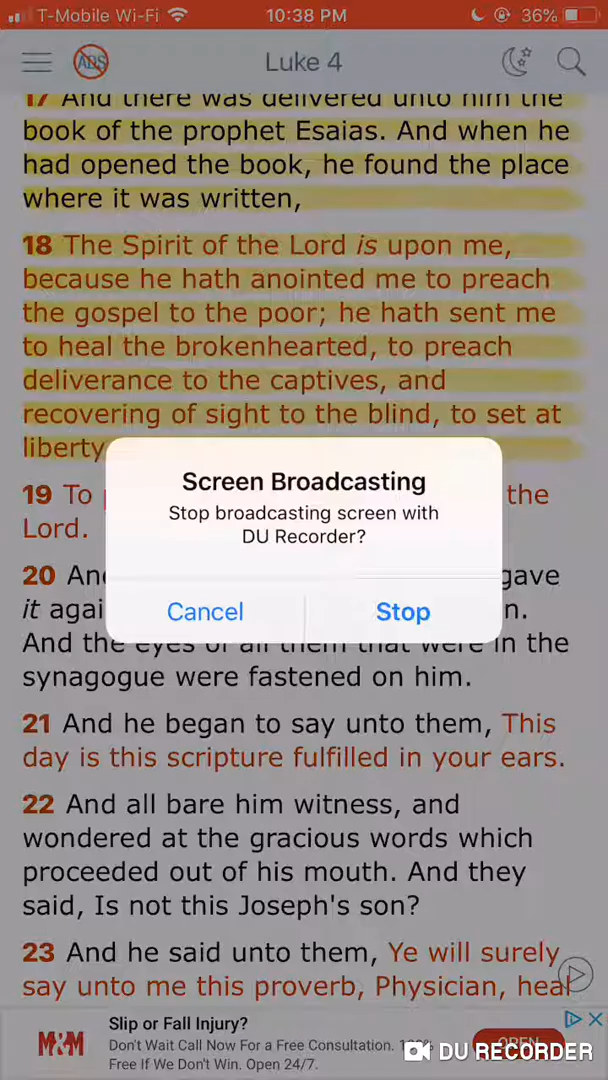 T-Mobile Wi-Fi 10:38 PM 36%
ADS Luke 4
17 And there was delivered unto him the
book of the prophet Esaias. And when he
had opened the book, he found the place
where it was written,
18 The Spirit of the Lord is upon me,
because he hath anointed me to preach
the gospel to the poor; he hath sent me
to heal the brokenhearted, to preach
deliverance to the captives, and
recovering of sight to the blind, to set at
liberty
Screen Broadcasting
Stop broadcasting screen with
DU Recorder?
Cancel Stop
19 To the
Lord.
20 gave
it
And the eyes of all them that were in the
synagogue were fastened on him.
21 And he began to say unto them, This
day is this scripture fulfilled in your ears.
22 And all bare him witness, and
wondered at the gracious words which
proceeded out of his mouth. And they
said, Is not this Joseph's son?
23 And he said unto them, Ye will surely
say unto me this proverb, Physician, heal
M&M
Slip or Fall Injury?
Don't Wait Call Now for a Free Consultation. 100%
Free If We Don't Win. Open 24/7.
OPEN
DU RECORDER